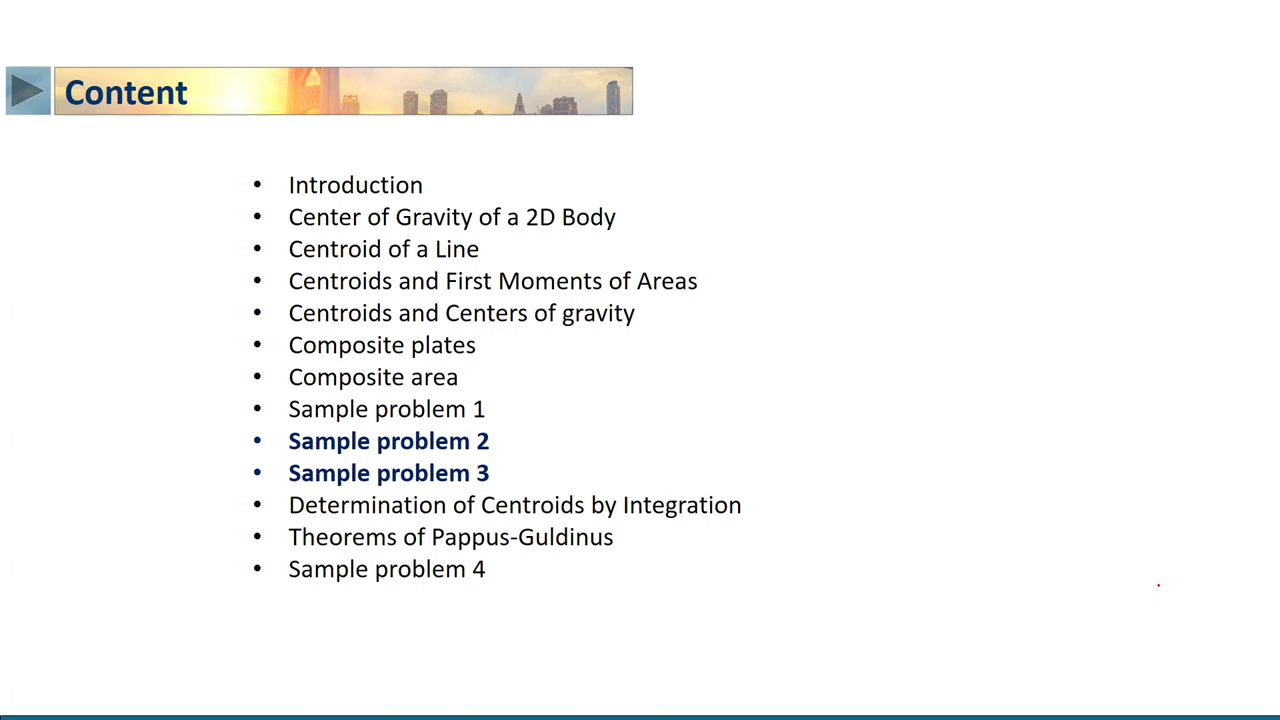 Content
• Introduction
• Center of Gravity of a 2D Body
• Centroid of a Line
• Centroids and First Moments of Areas
• Centroids and Centers of gravity
• Composite plates
• Composite area
• Sample problem 1
• Sample problem 2
• Sample problem 3
• Determination of Centroids by Integration
• Theorems of Pappus-Guldinus
• Sample problem 4